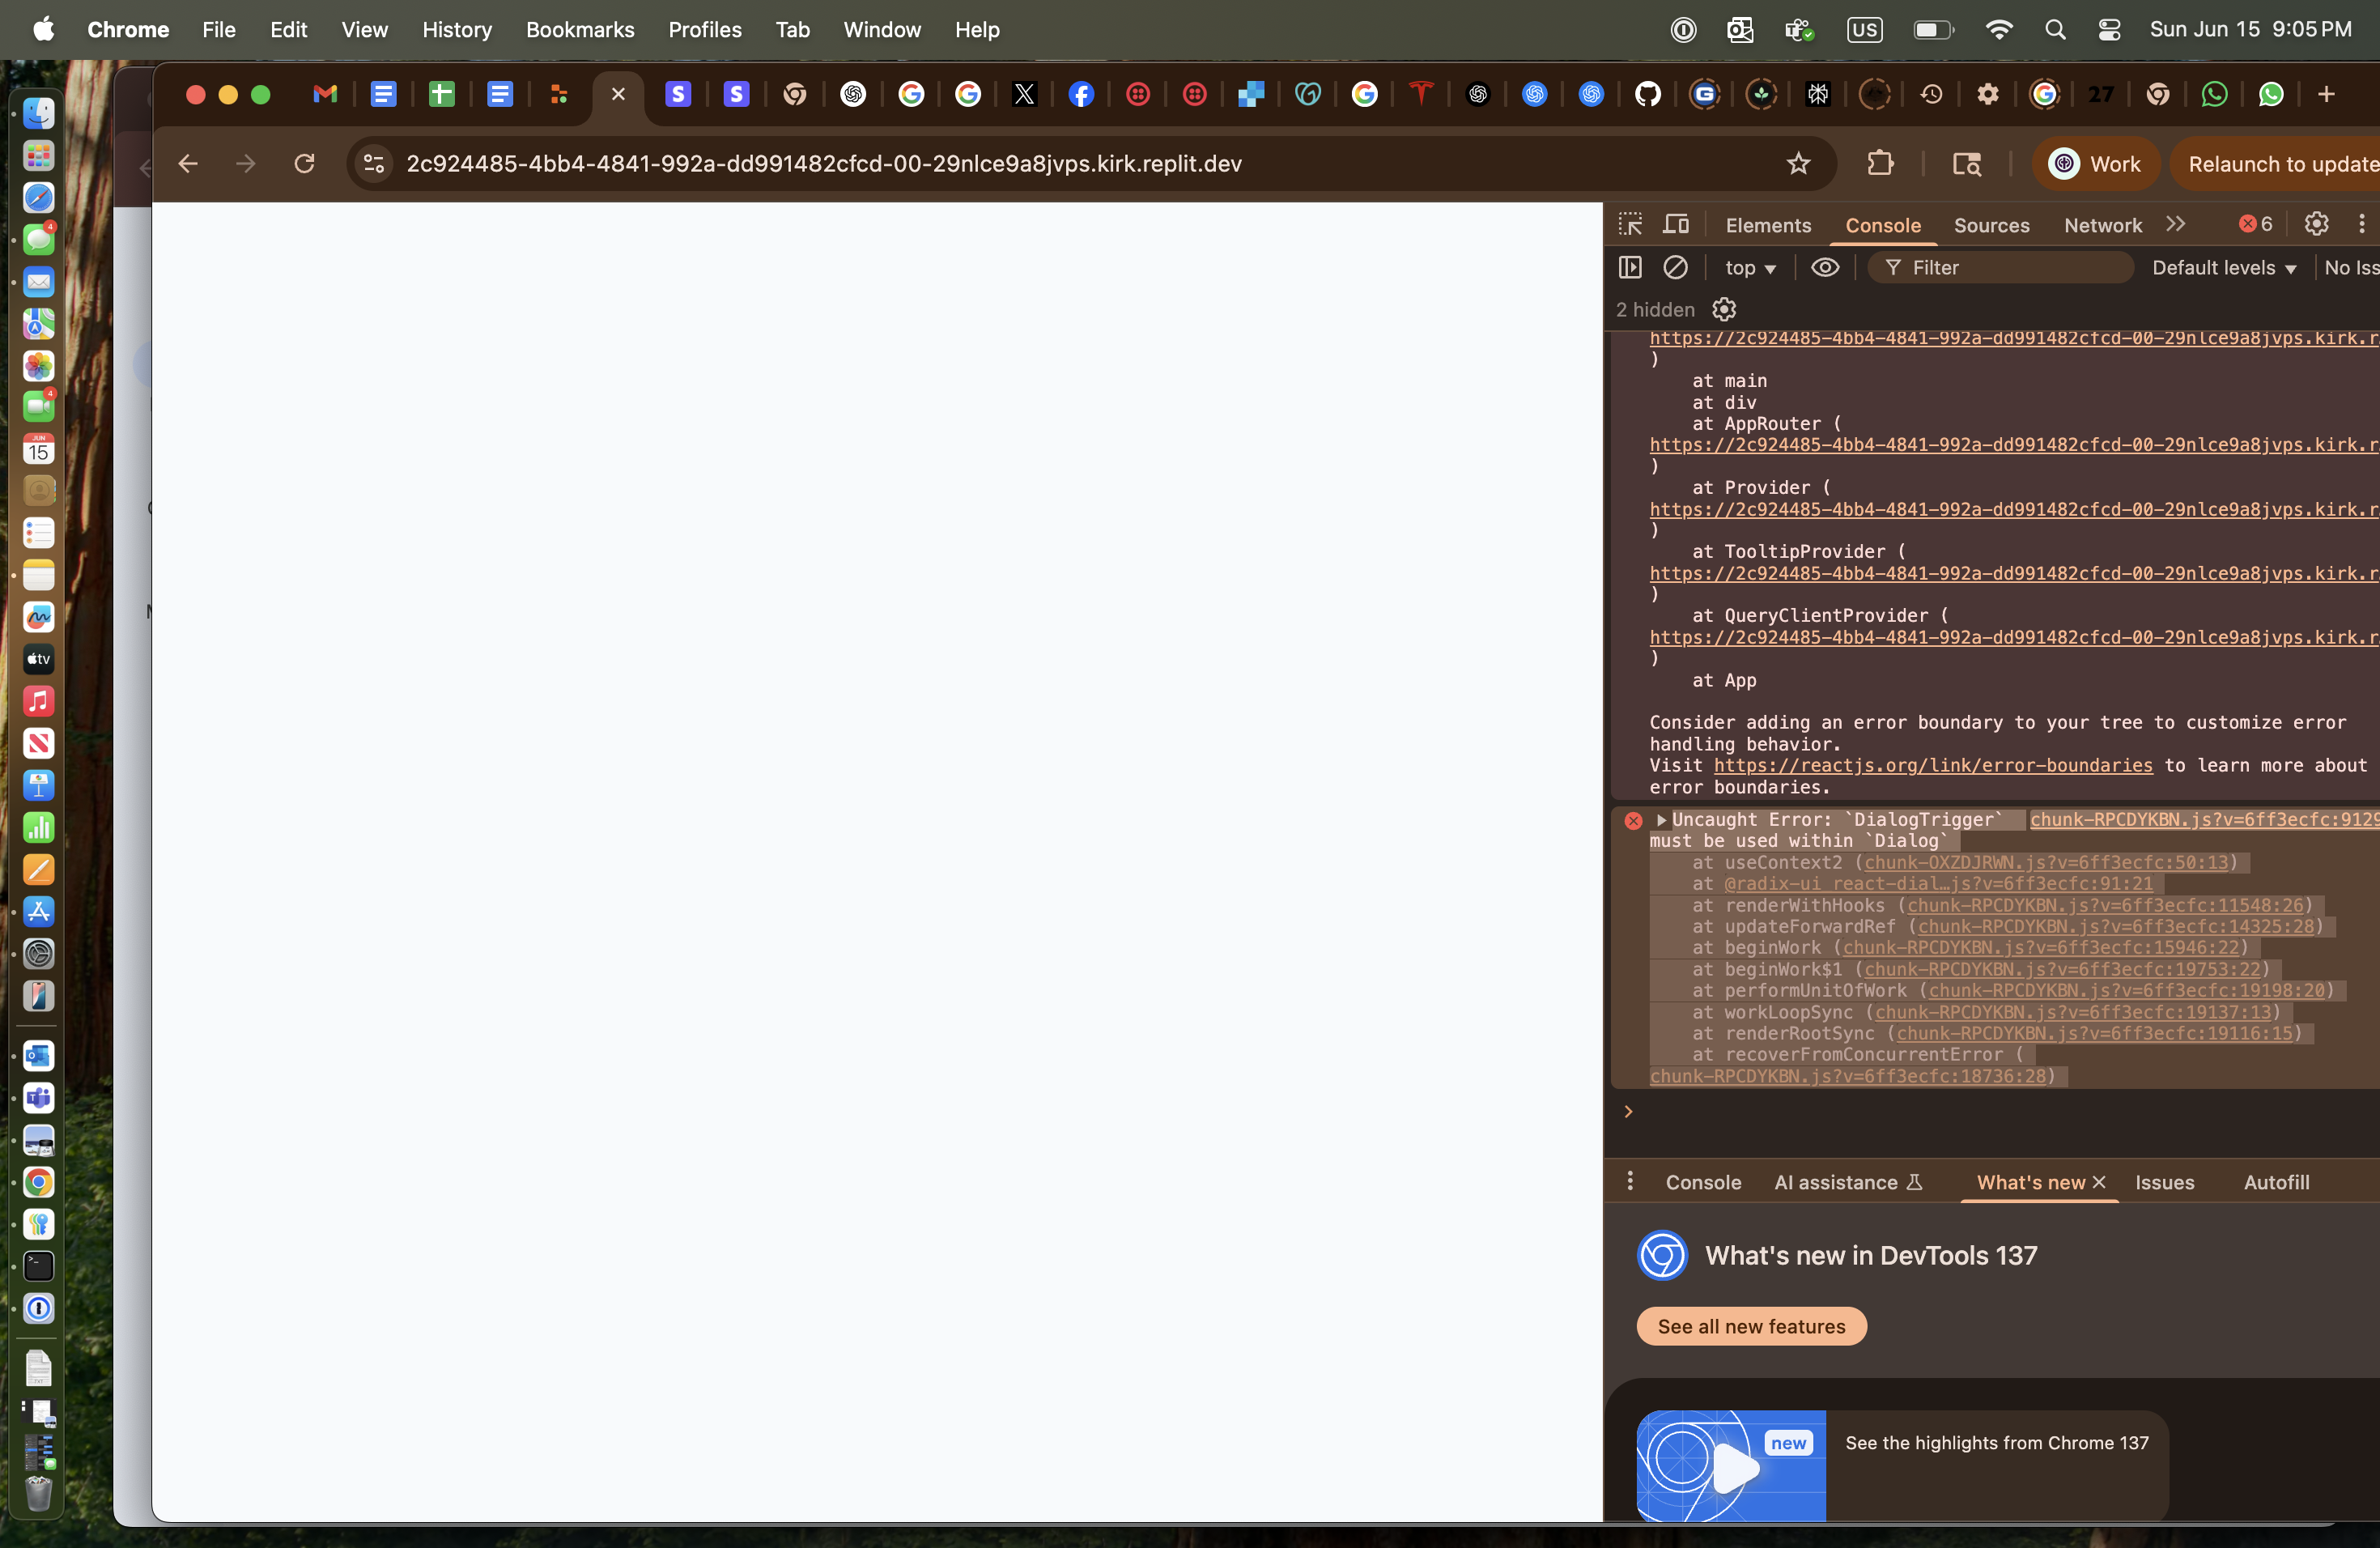 Chrome File Edit View History Bookmarks Profiles Tab Window Help US Sun Jun 15 9:05 PM
27
2c924485-4bb4-4841-992a-dd991482cfcd-00-29nlce9a8jvps.kirk.replit.dev Work Relaunch to update
Elements Console Sources Network 6
top Filter Default levels No Iss
2 hidden
https://2c924485-4bb4-4841-992a-dd991482cfcd-00-29nlce9a8jvps.kirk.r
)
at main
at div
at AppRouter (
https://2c924485-4bb4-4841-992a-dd991482cfcd-00-29nlce9a8jvps.kirk.r
)
at Provider (
https://2c924485-4bb4-4841-992a-dd991482cfcd-00-29nlce9a8jvps.kirk.r
)
at TooltipProvider (
https://2c924485-4bb4-4841-992a-dd991482cfcd-00-29nlce9a8jvps.kirk.r
)
at QueryClientProvider (
https://2c924485-4bb4-4841-992a-dd991482cfcd-00-29nlce9a8jvps.kirk.r
)
at App
Consider adding an error boundary to your tree to customize error
handling behavior.
Visit https://reactjs.org/link/error-boundaries to learn more about
error boundaries.
Uncaught Error: `DialogTrigger` chunk-RPCDYKBN.js?v=6ff3ecfc:9129
must be used within `Dialog`
at useContext2 (chunk-OXZDJRWN.js?v=6ff3ecfc:50:13)
at @radix-ui_react-dial…js?v=6ff3ecfc:91:21
at renderWithHooks (chunk-RPCDYKBN.js?v=6ff3ecfc:11548:26)
at updateForwardRef (chunk-RPCDYKBN.js?v=6ff3ecfc:14325:28)
at beginWork (chunk-RPCDYKBN.js?v=6ff3ecfc:15946:22)
at beginWork$1 (chunk-RPCDYKBN.js?v=6ff3ecfc:19753:22)
at performUnitOfWork (chunk-RPCDYKBN.js?v=6ff3ecfc:19198:20)
at workLoopSync (chunk-RPCDYKBN.js?v=6ff3ecfc:19137:13)
at renderRootSync (chunk-RPCDYKBN.js?v=6ff3ecfc:19116:15)
at recoverFromConcurrentError (
chunk-RPCDYKBN.js?v=6ff3ecfc:18736:28)
Console AI assistance What's new Issues Autofill
What's new in DevTools 137
See all new features
new See the highlights from Chrome 137
4
4
JUN
15
tv